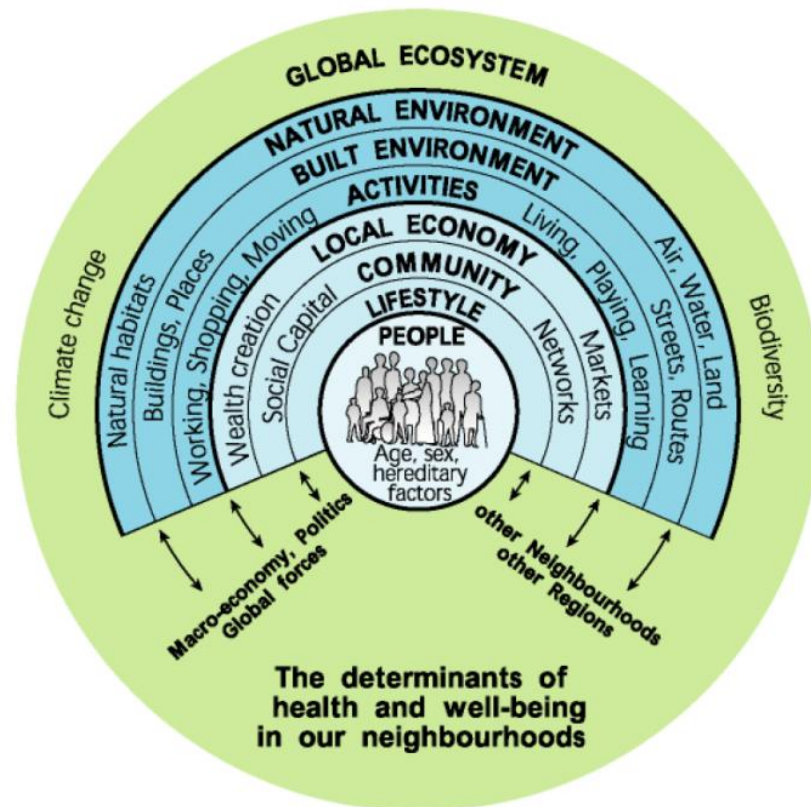 GLOBAL ECOSYSTEM
NATURAL ENVIRONMENT
BUILT ENVIRONMENT
ACTIVITIES
LOCAL ECONOMY
COMMUNITY
LIFESTYLE
PEOPLE
Age, sex,
hereditary
factors
Climate change
Natural habitats
Buildings, Places
Working, Shopping, Moving
Wealth creation
Social Capital
Networks
Markets
Living, Playing, Learning
Streets, Routes
Air, Water, Land
Biodiversity
Macro-economy, Politics
Global forces
other Neighbourhoods
other Regions
The determinants of
health and well-being
in our neighbourhoods